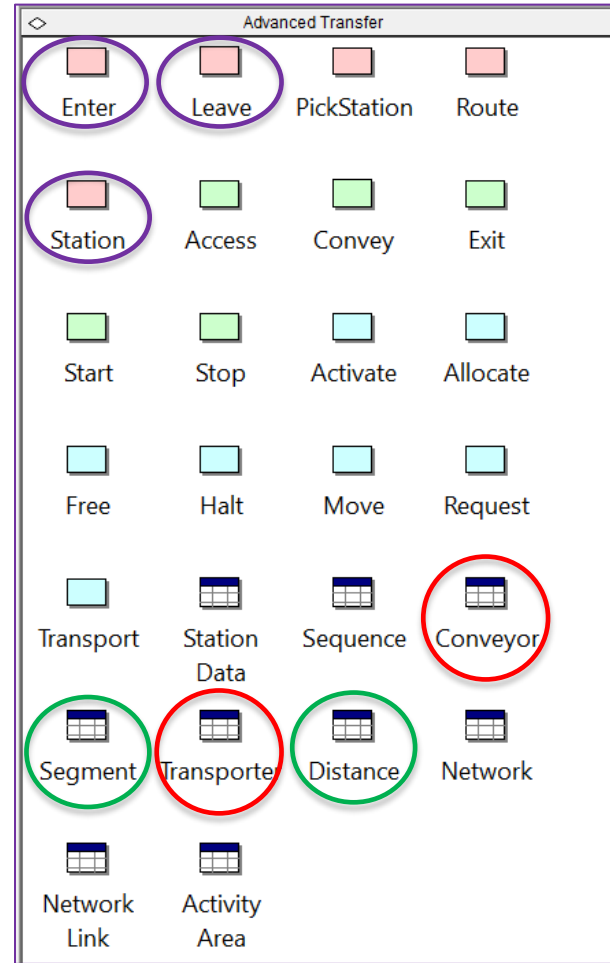 Advanced Transfer
Enter Leave PickStation Route
Station Access Convey Exit
Start Stop Activate Allocate
Free Halt Move Request
Transport Station Sequence Conveyor
Data
Segment Transporter Distance Network
Network Activity
Link Area